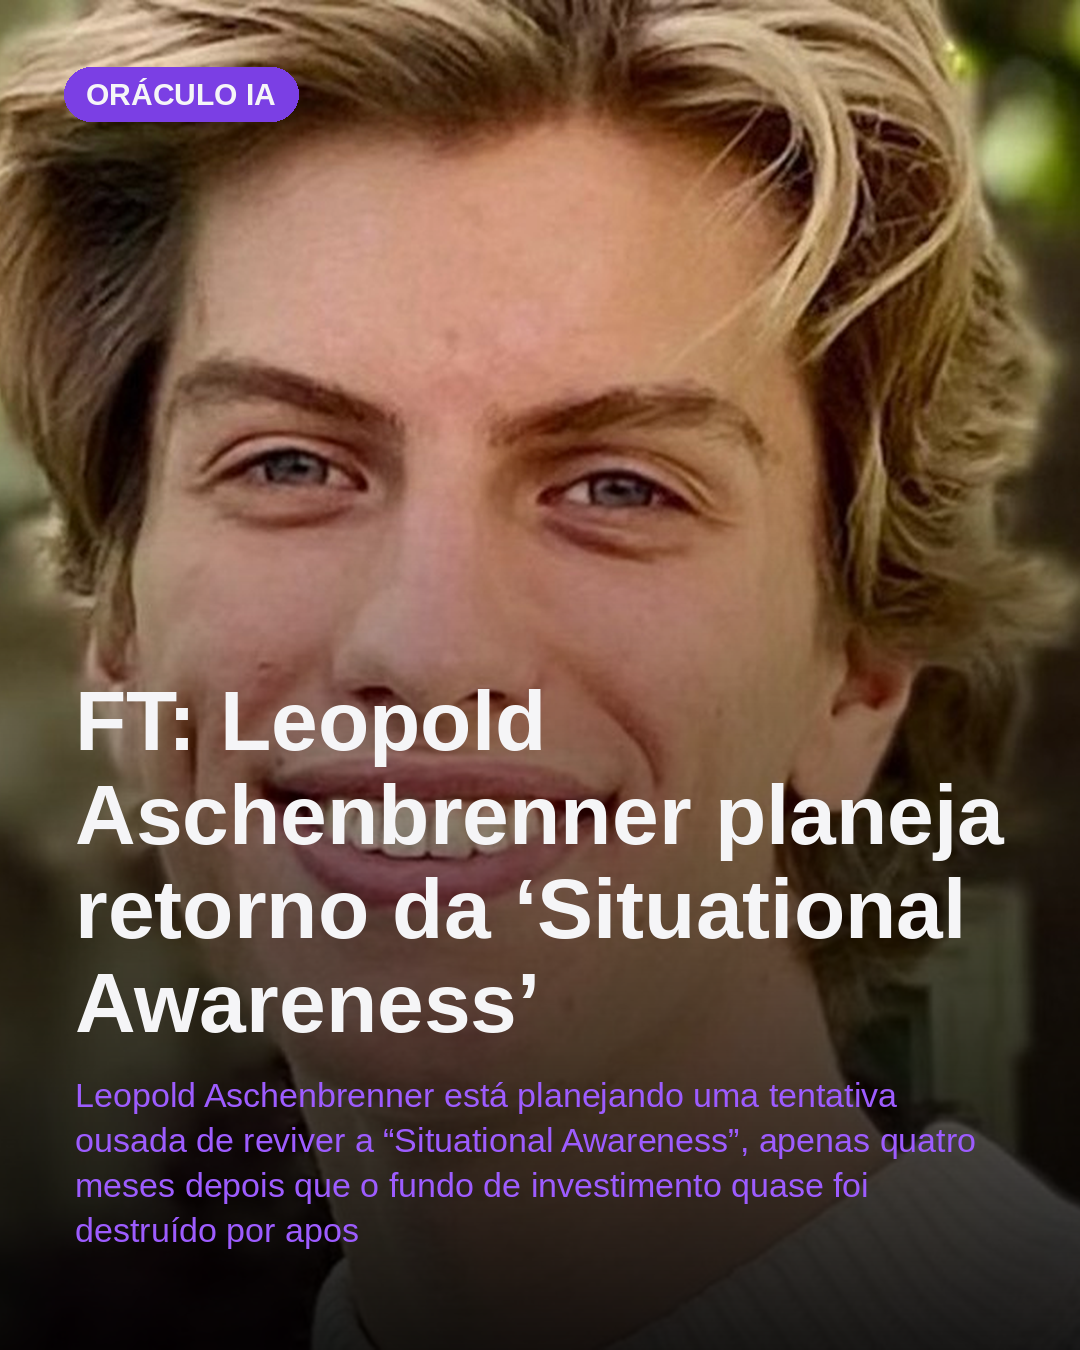 ORÁCULO IA
FT: Leopold
Aschenbrenner planeja
retorno da ‘Situational
Awareness’
Leopold Aschenbrenner está planejando uma tentativa
ousada de reviver a “Situational Awareness”, apenas quatro
meses depois que o fundo de investimento quase foi
destruído por apos